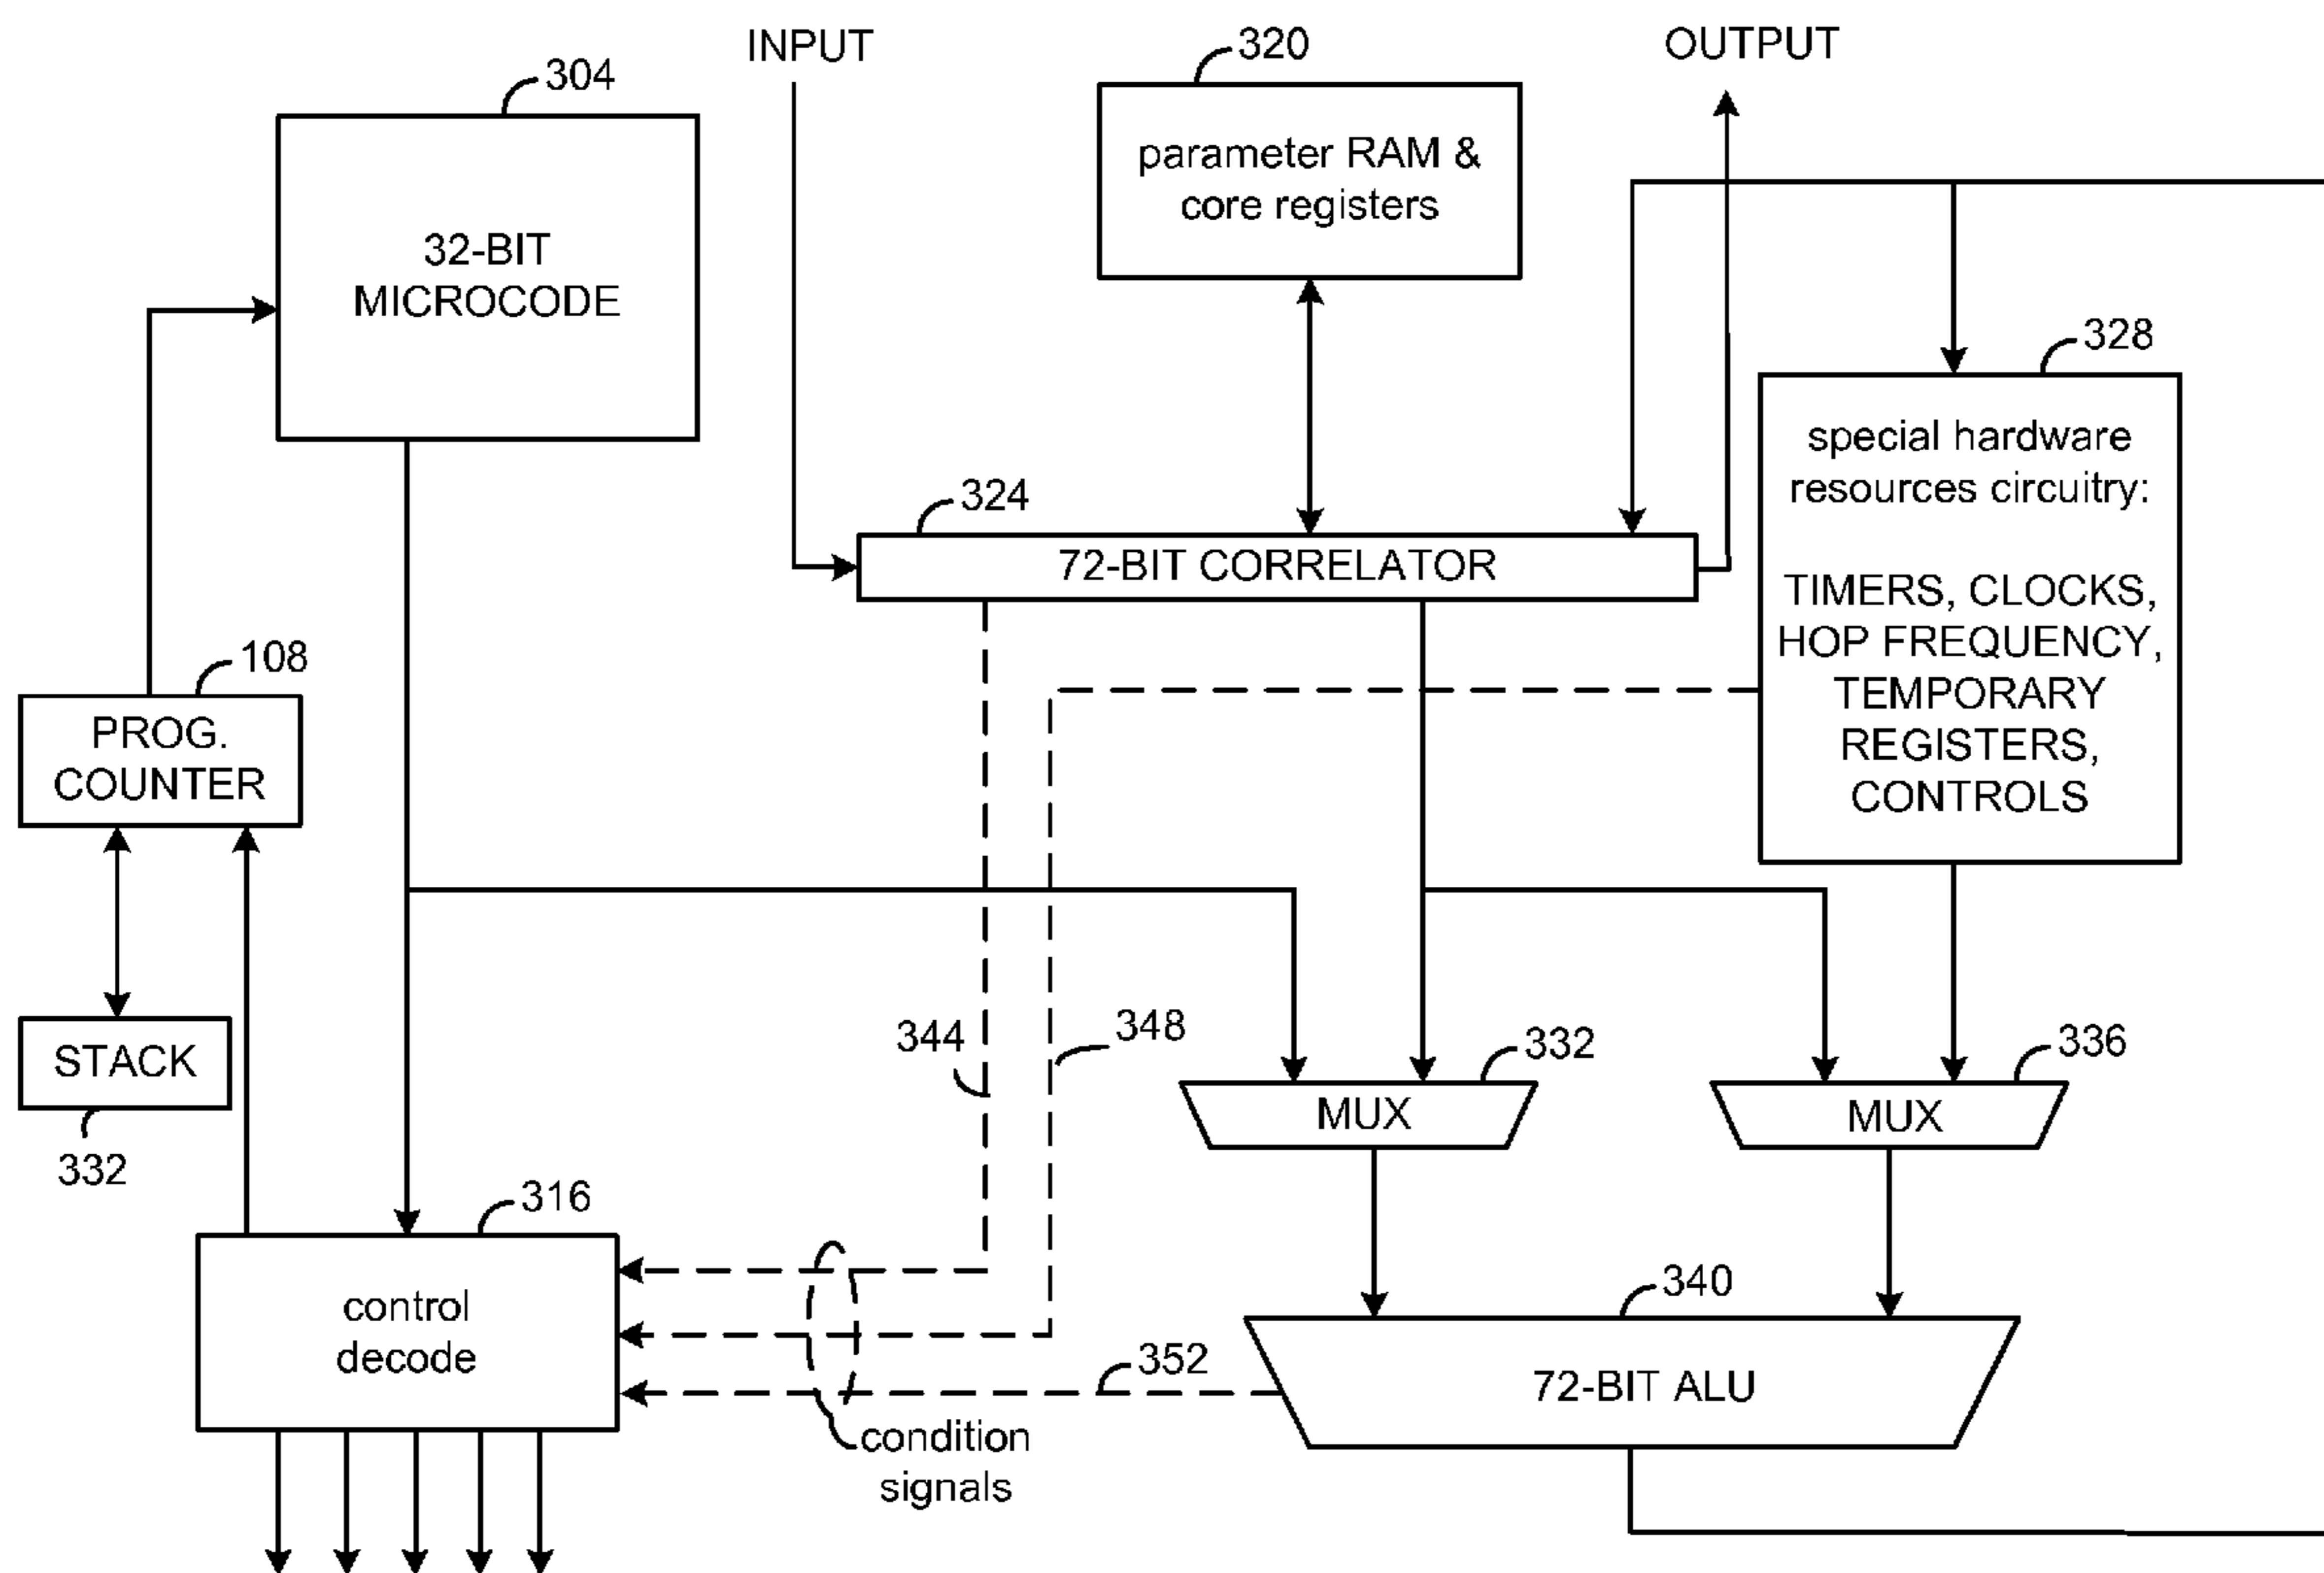 INPUT
320
OUTPUT
304
parameter RAM &
core registers
32-BIT
MICROCODE
328
special hardware
resources circuitry:
TIMERS, CLOCKS,
HOP FREQUENCY,
TEMPORARY
REGISTERS,
CONTROLS
324
72-BIT CORRELATOR
108
PROG.
COUNTER
STACK
332
344
348
332
MUX
336
MUX
316
control
decode
340
72-BIT ALU
352
condition
signals